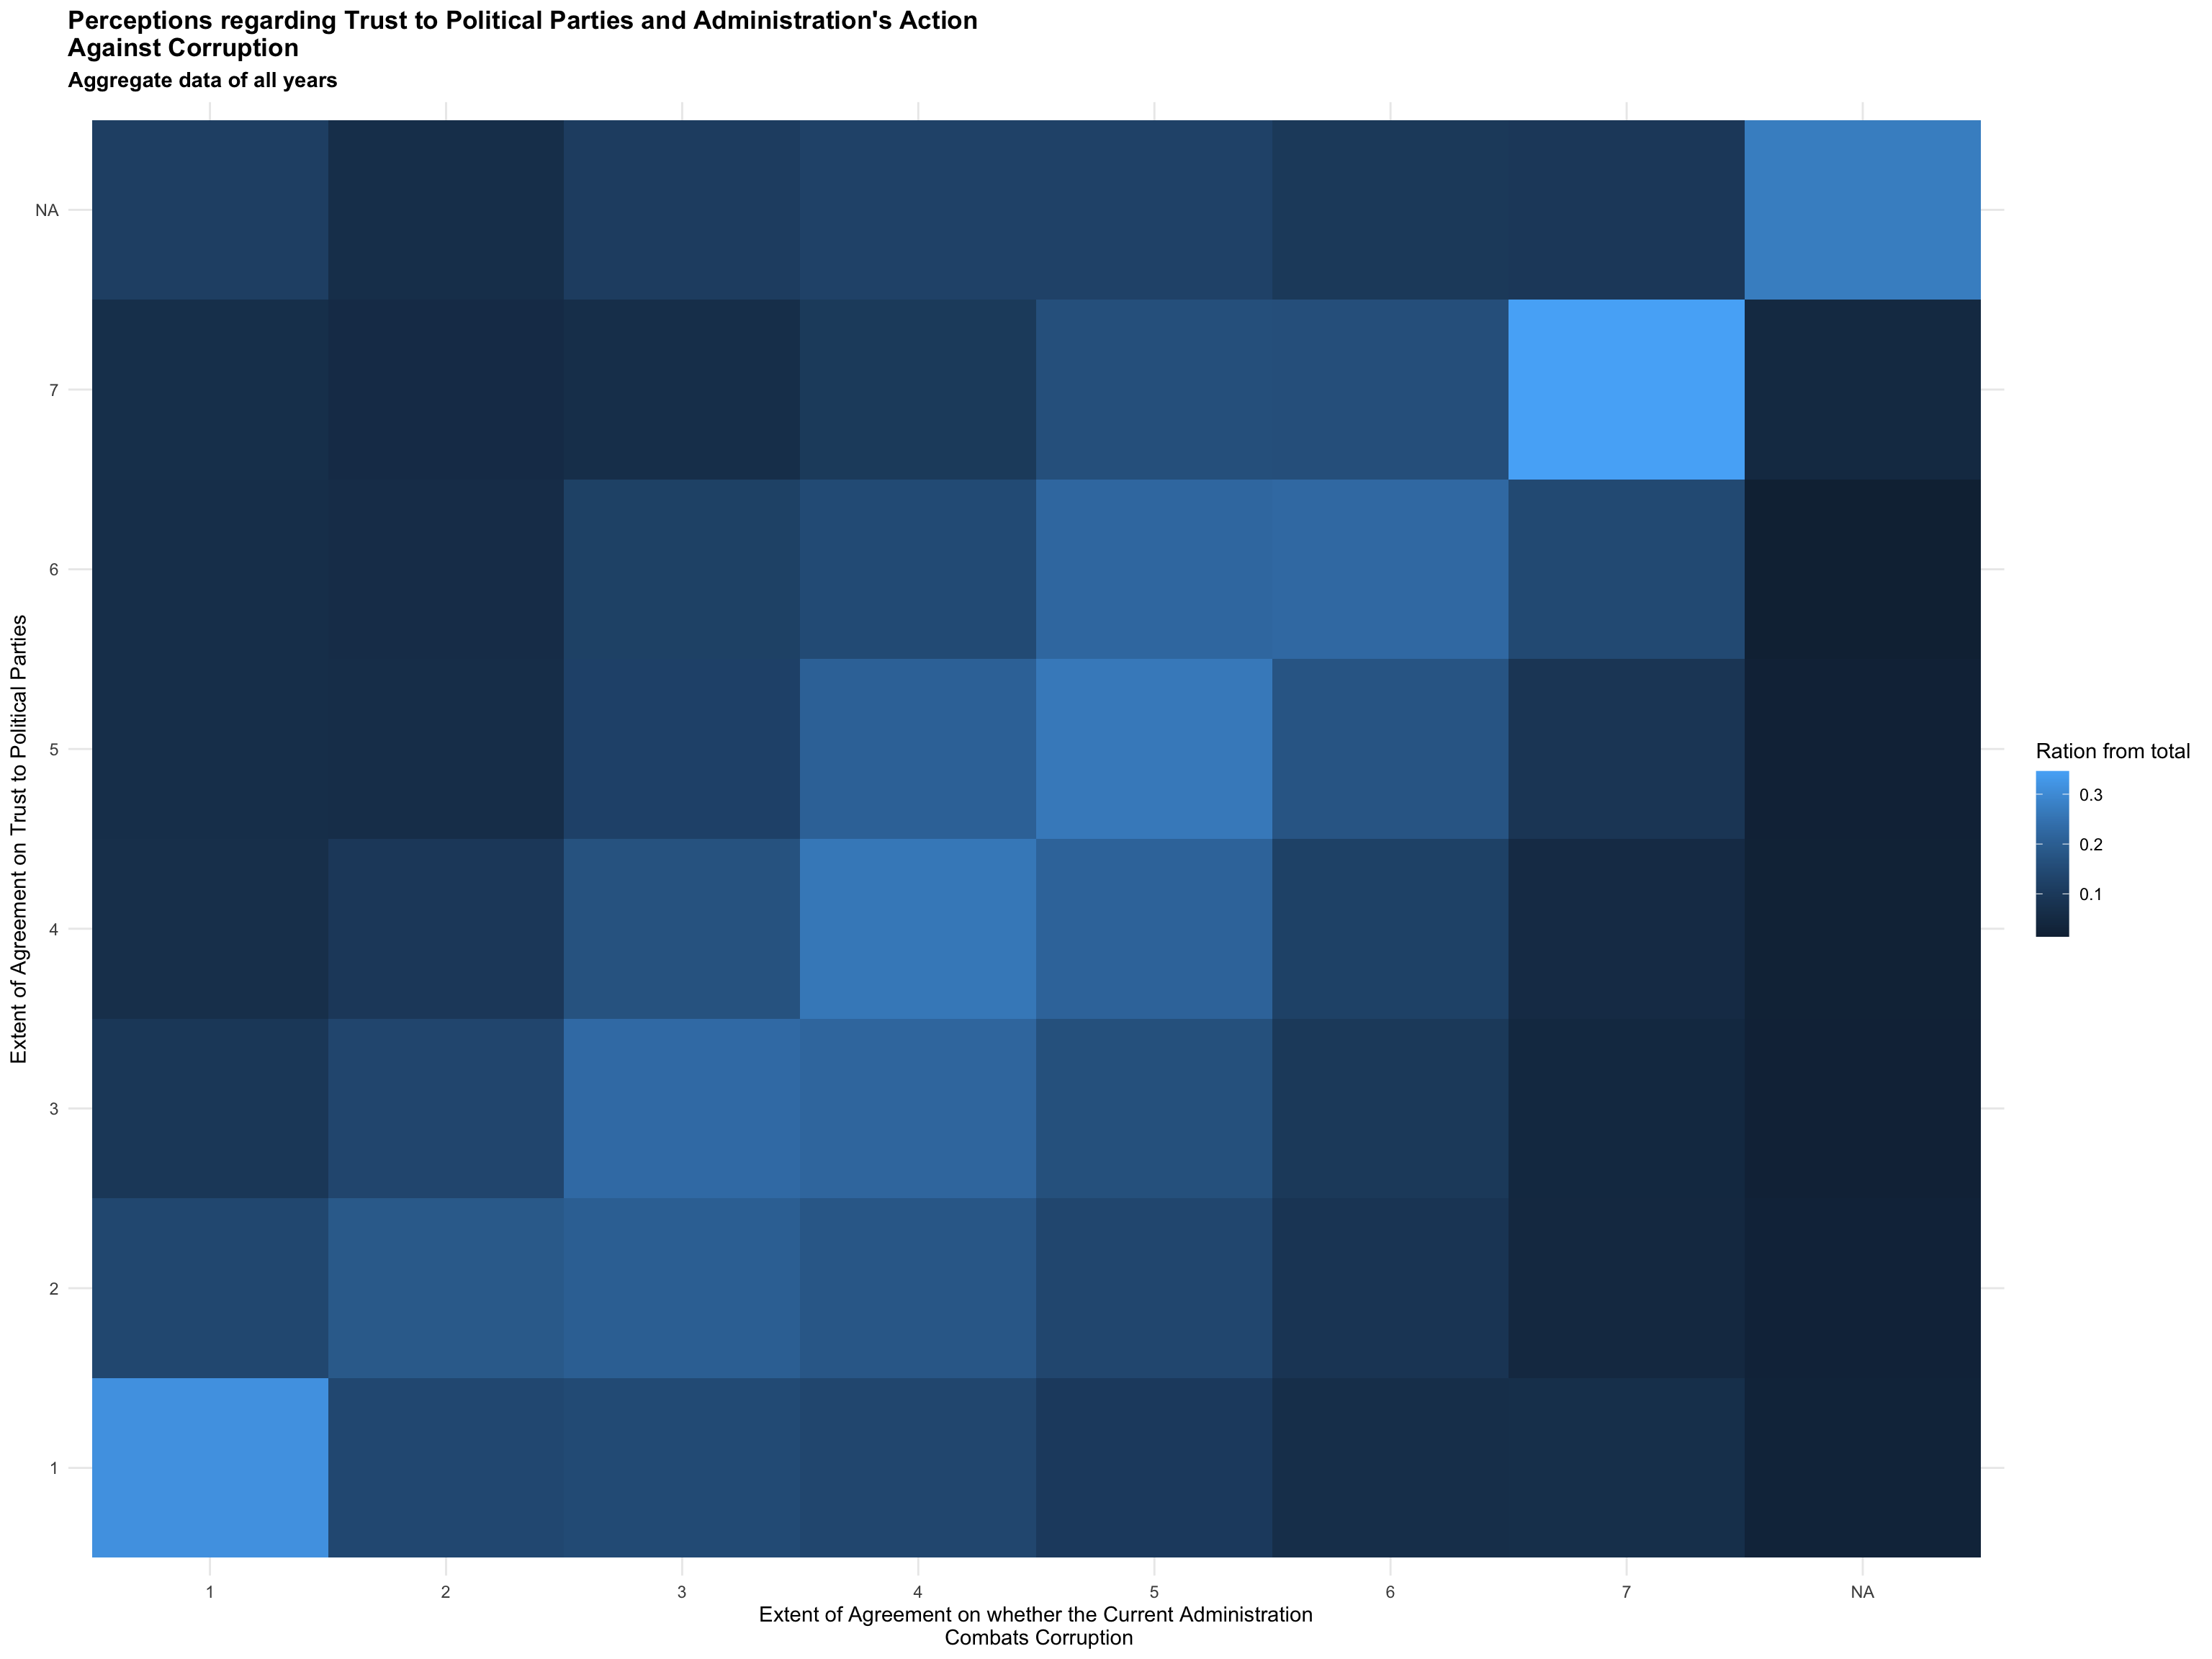 Perceptions regarding Trust to Political Parties and Administration's Action
Against Corruption
Aggregate data of all years
Extent of Agreement on Trust to Political Parties
NA
7
6
5
4
3
2
1
1 2 3 4 5 6 7 NA
Extent of Agreement on whether the Current Administration
Combats Corruption
Ration from total
0.3
0.2
0.1